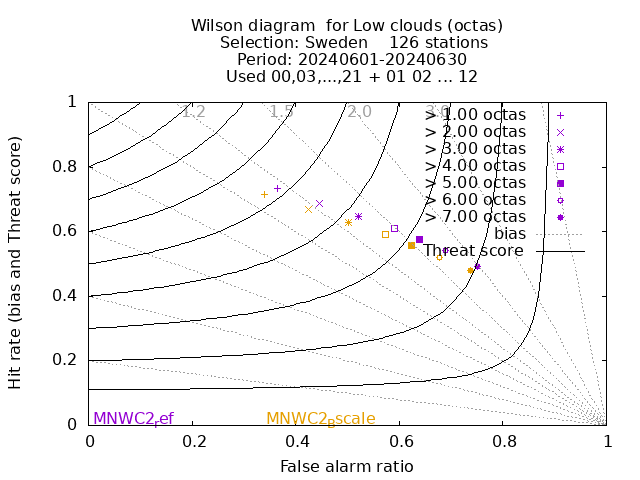 Wilson diagram for Low clouds (octas)
Selection: Sweden 126 stations
Period: 20240601-20240630
Used 00,03,...,21 + 01 02 ... 12
Hit rate (bias and Threat score)
1
0.8
0.6
0.4
0.2
0
1.2
1.5
2.0
3.0
> 1.00 octas
> 2.00 octas
> 3.00 octas
> 4.00 octas
> 5.00 octas
> 6.00 octas
> 7.00 octas
bias
Threat score
MNWC2ref
MNWC2Bscale
0
0.2
0.4
0.6
0.8
1
False alarm ratio